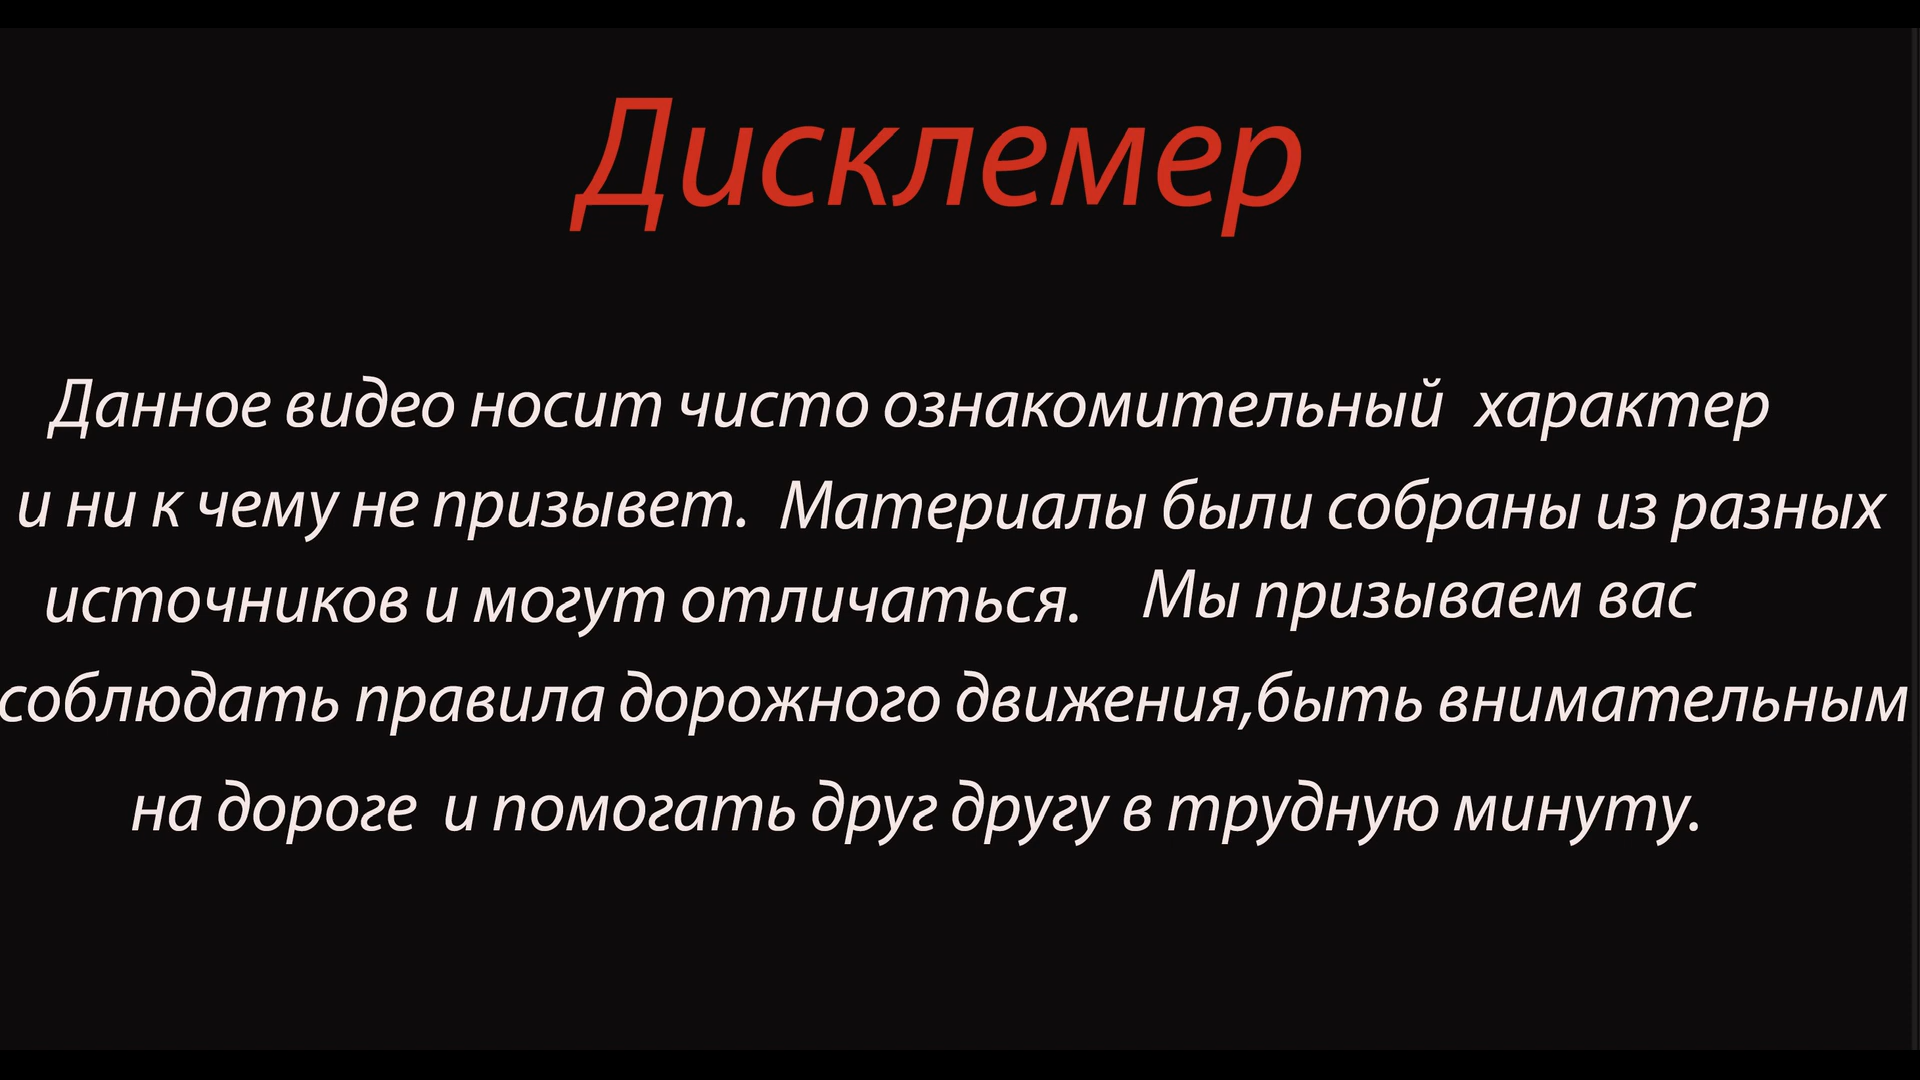 Дисклемер
Данное видео носит чисто ознакомительный характер
и ни к чему не призывет. Материалы были собраны из разных
источников и могут отличаться. Мы призываем вас
соблюдать правила дорожного движения,быть внимательным
на дороге и помогать друг другу в трудную минуту.